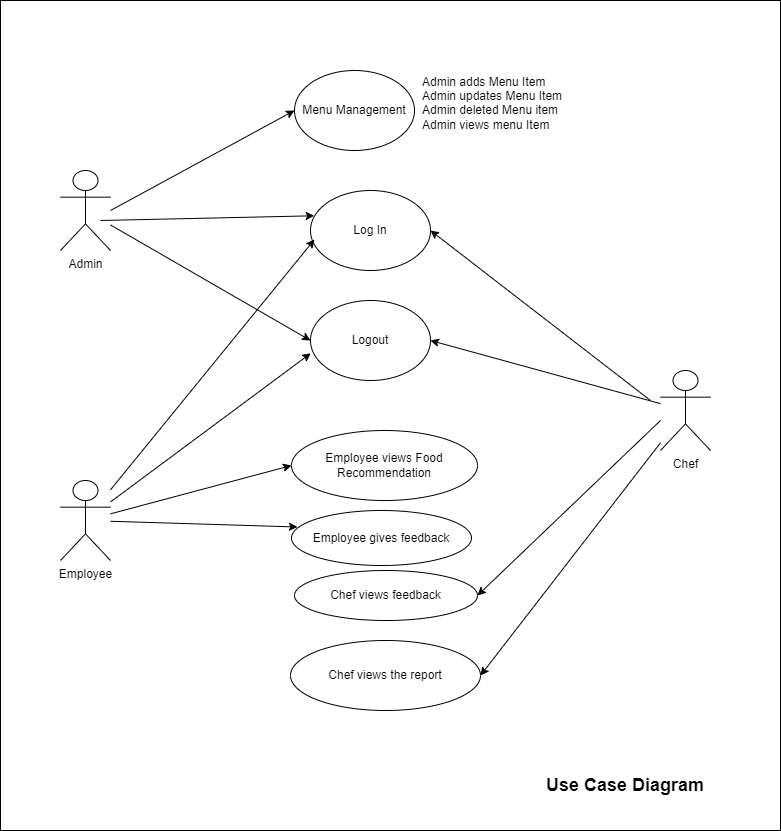 Menu Management
Admin adds Menu Item
Admin updates Menu Item
Admin deleted Menu item
Admin views menu Item
Log In
Admin
Logout
Chef
Employee views Food
Recommendation
Employee gives feedback
Employee
Chef views feedback
Chef views the report
Use Case Diagram